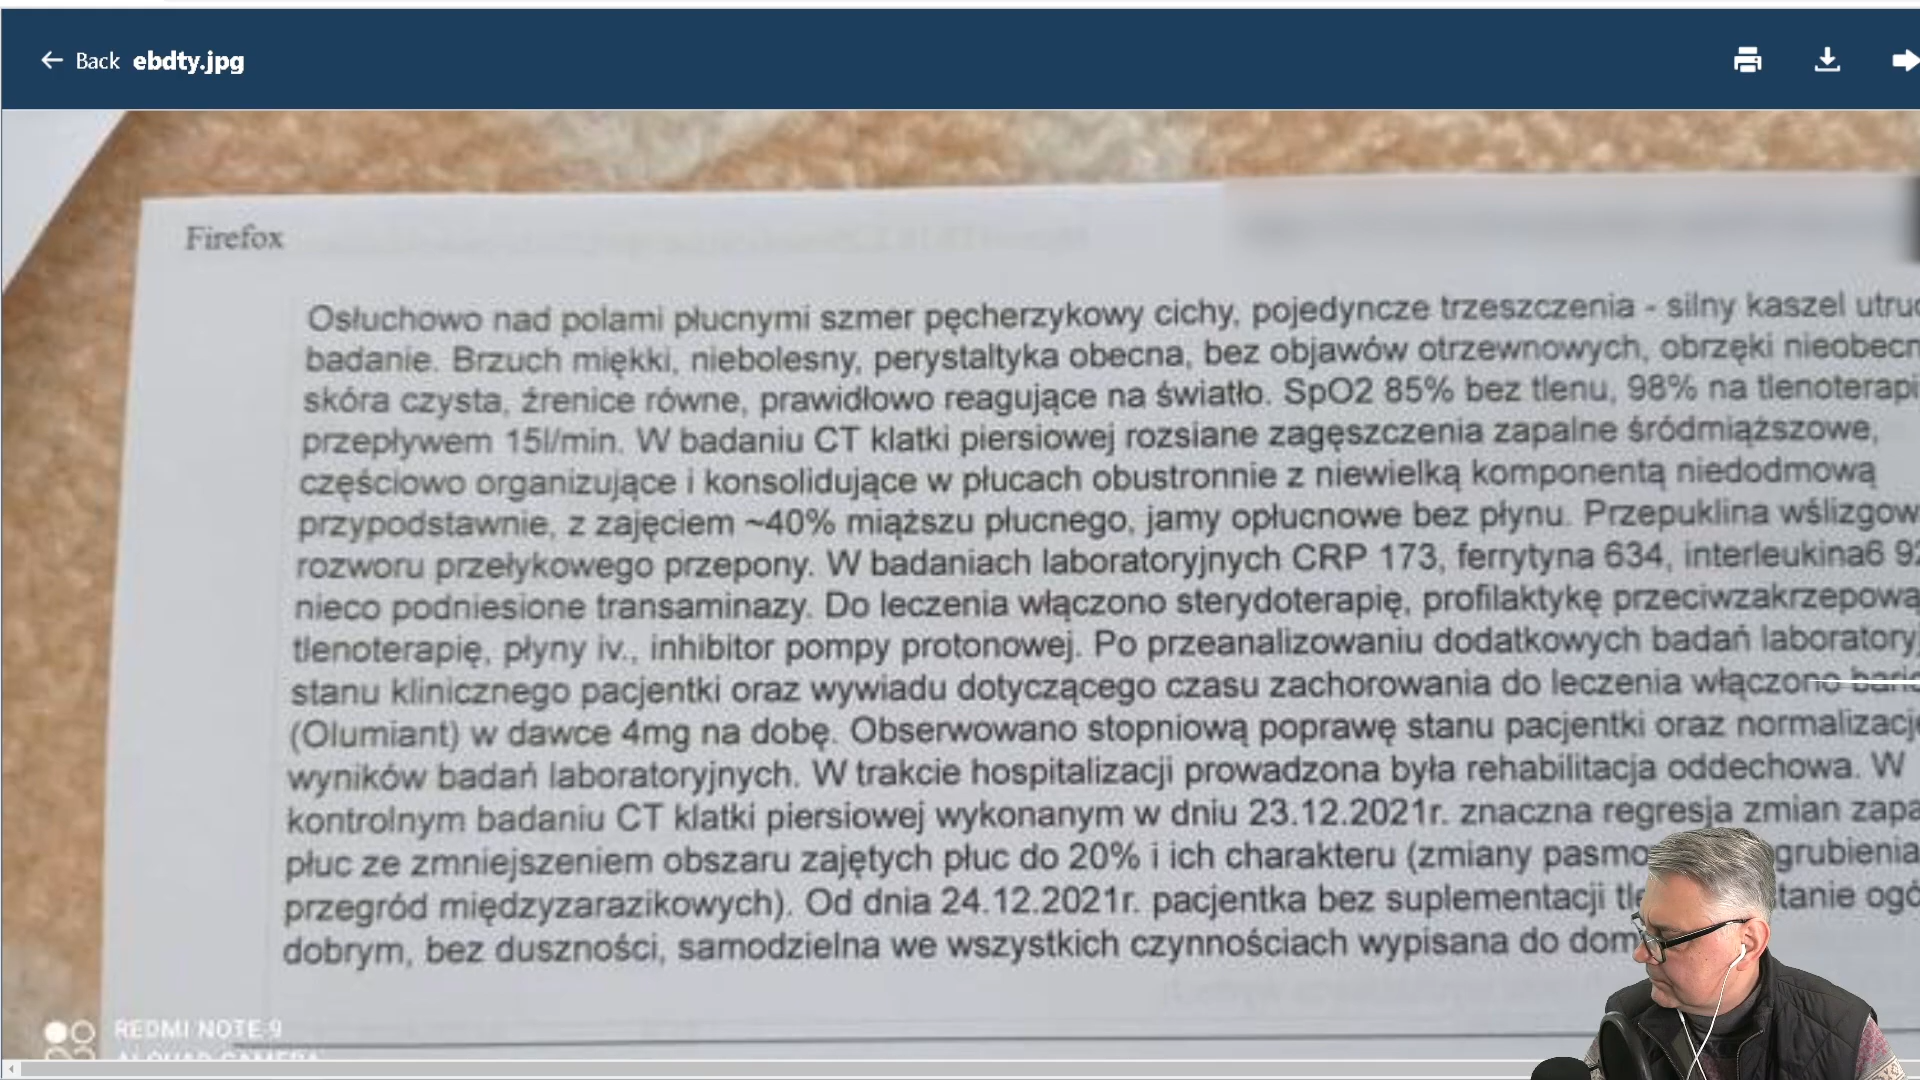 Back ebdty.jpg
Firefox
Osłuchowo nad polami płucnymi szmer pęcherzykowy cichy, pojedyncze trzeszczenia - silny kaszel
badanie. Brzuch miękki, niebolesny, perystaltyka obecna, bez objawów otrzewnowych, obrzęki
skóra czysta, źrenice równe, prawidłowo reagujące na światło. SpO2 85% bez tlenu, 98% na
przepływem 15l/min. W badaniu CT klatki piersiowej rozsiane zagęszczenia zapalne śródmiąższowe,
częściowo organizujące i konsolidujące w płucach obustronnie z niewielką komponentą niedodmową
przypodstawnie, z zajęciem ~40% miąższu płucnego, jamy opłucnowe bez płynu. Przepuklina
rozworu przełykowego przepony. W badaniach laboratoryjnych CRP 173, ferrytyna 634, interleukina6
nieco podniesione transaminazy. Do leczenia włączono sterydoterapię, profilaktykę przeciwzakrzepową
tlenoterapię, płyny iv., inhibitor pompy protonowej. Po przeanalizowaniu dodatkowych badań
stanu klinicznego pacjentki oraz wywiadu dotyczącego czasu zachorowania do leczenia włączono
(Olumiant) w dawce 4mg na dobę. Obserwowano stopniową poprawę stanu pacjentki oraz
wyników badań laboratoryjnych. W trakcie hospitalizacji prowadzona była rehabilitacja oddechowa. W
kontrolnym badaniu CT klatki piersiowej wykonanym w dniu 23.12.2021r. znaczna regresja zmian
płuc ze zmniejszeniem obszaru zajętych płuc do 20% i ich charakteru (zmiany
przegród międzyzarazikowych). Od dnia 24.12.2021r. pacjentka bez suplementacji
dobrym, bez duszności, samodzielna we wszystkich czynnościach wypisana do
REDMI NOTE 9